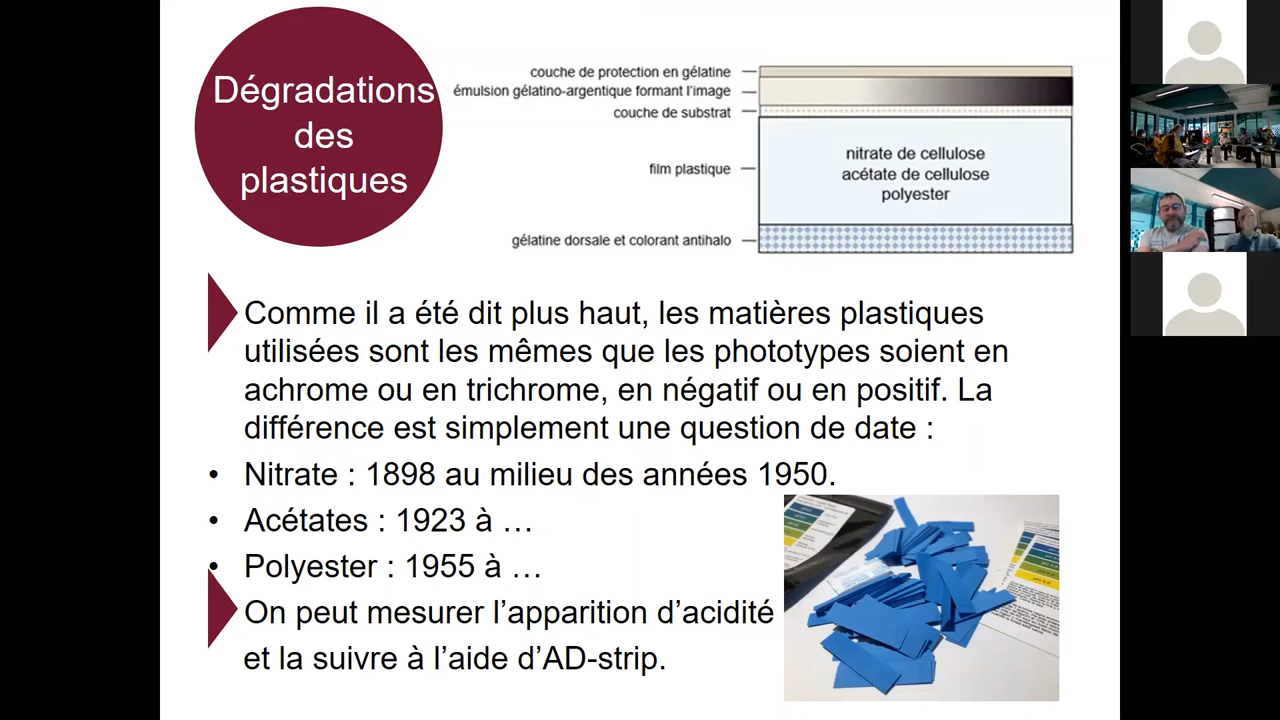 Dégradations
des
plastiques
couche de protection en gélatine
émulsion gélatino-argentique formant l'image
couche de substrat
film plastique
gélatine dorsale et colorant antihalo
nitrate de cellulose
acétate de cellulose
polyester
Comme il a été dit plus haut, les matières plastiques
utilisées sont les mêmes que les phototypes soient en
achrome ou en trichrome, en négatif ou en positif. La
différence est simplement une question de date :
• Nitrate : 1898 au milieu des années 1950.
• Acétates : 1923 à …
• Polyester : 1955 à …
On peut mesurer l'apparition d'acidité
et la suivre à l'aide d'AD-strip.